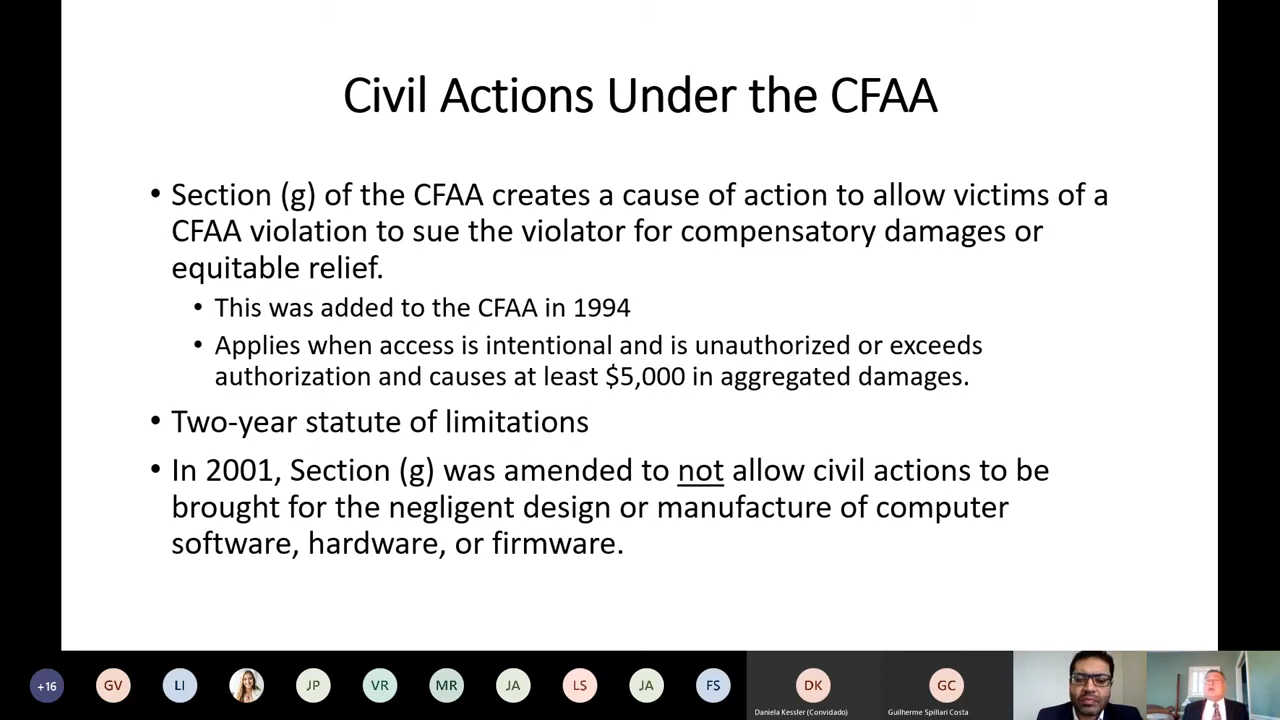 Civil Actions Under the CFAA
• Section (g) of the CFAA creates a cause of action to allow victims of a
CFAA violation to sue the violator for compensatory damages or
equitable relief.
• This was added to the CFAA in 1994
• Applies when access is intentional and is unauthorized or exceeds
authorization and causes at least $5,000 in aggregated damages.
• Two-year statute of limitations
• In 2001, Section (g) was amended to not allow civil actions to be
brought for the negligent design or manufacture of computer
software, hardware, or firmware.
+16 GV LI JP VR MR JA LS JA FS DK GC
Daniela Kessler (Convidado) Guilherme Spillari Costa